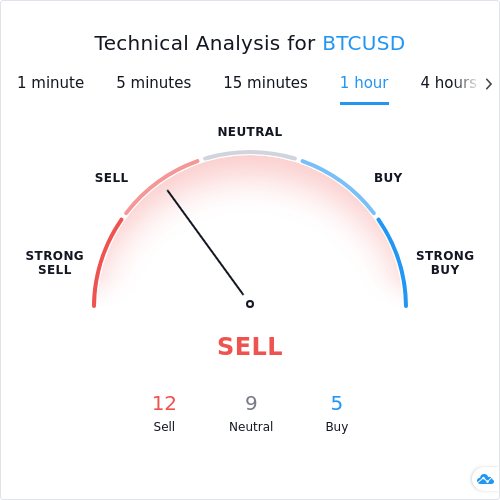 Technical Analysis for BTCUSD
1 minute 5 minutes 15 minutes 1 hour 4 hours
NEUTRAL
SELL BUY
STRONG SELL STRONG BUY
SELL
12 9 5
Sell Neutral Buy